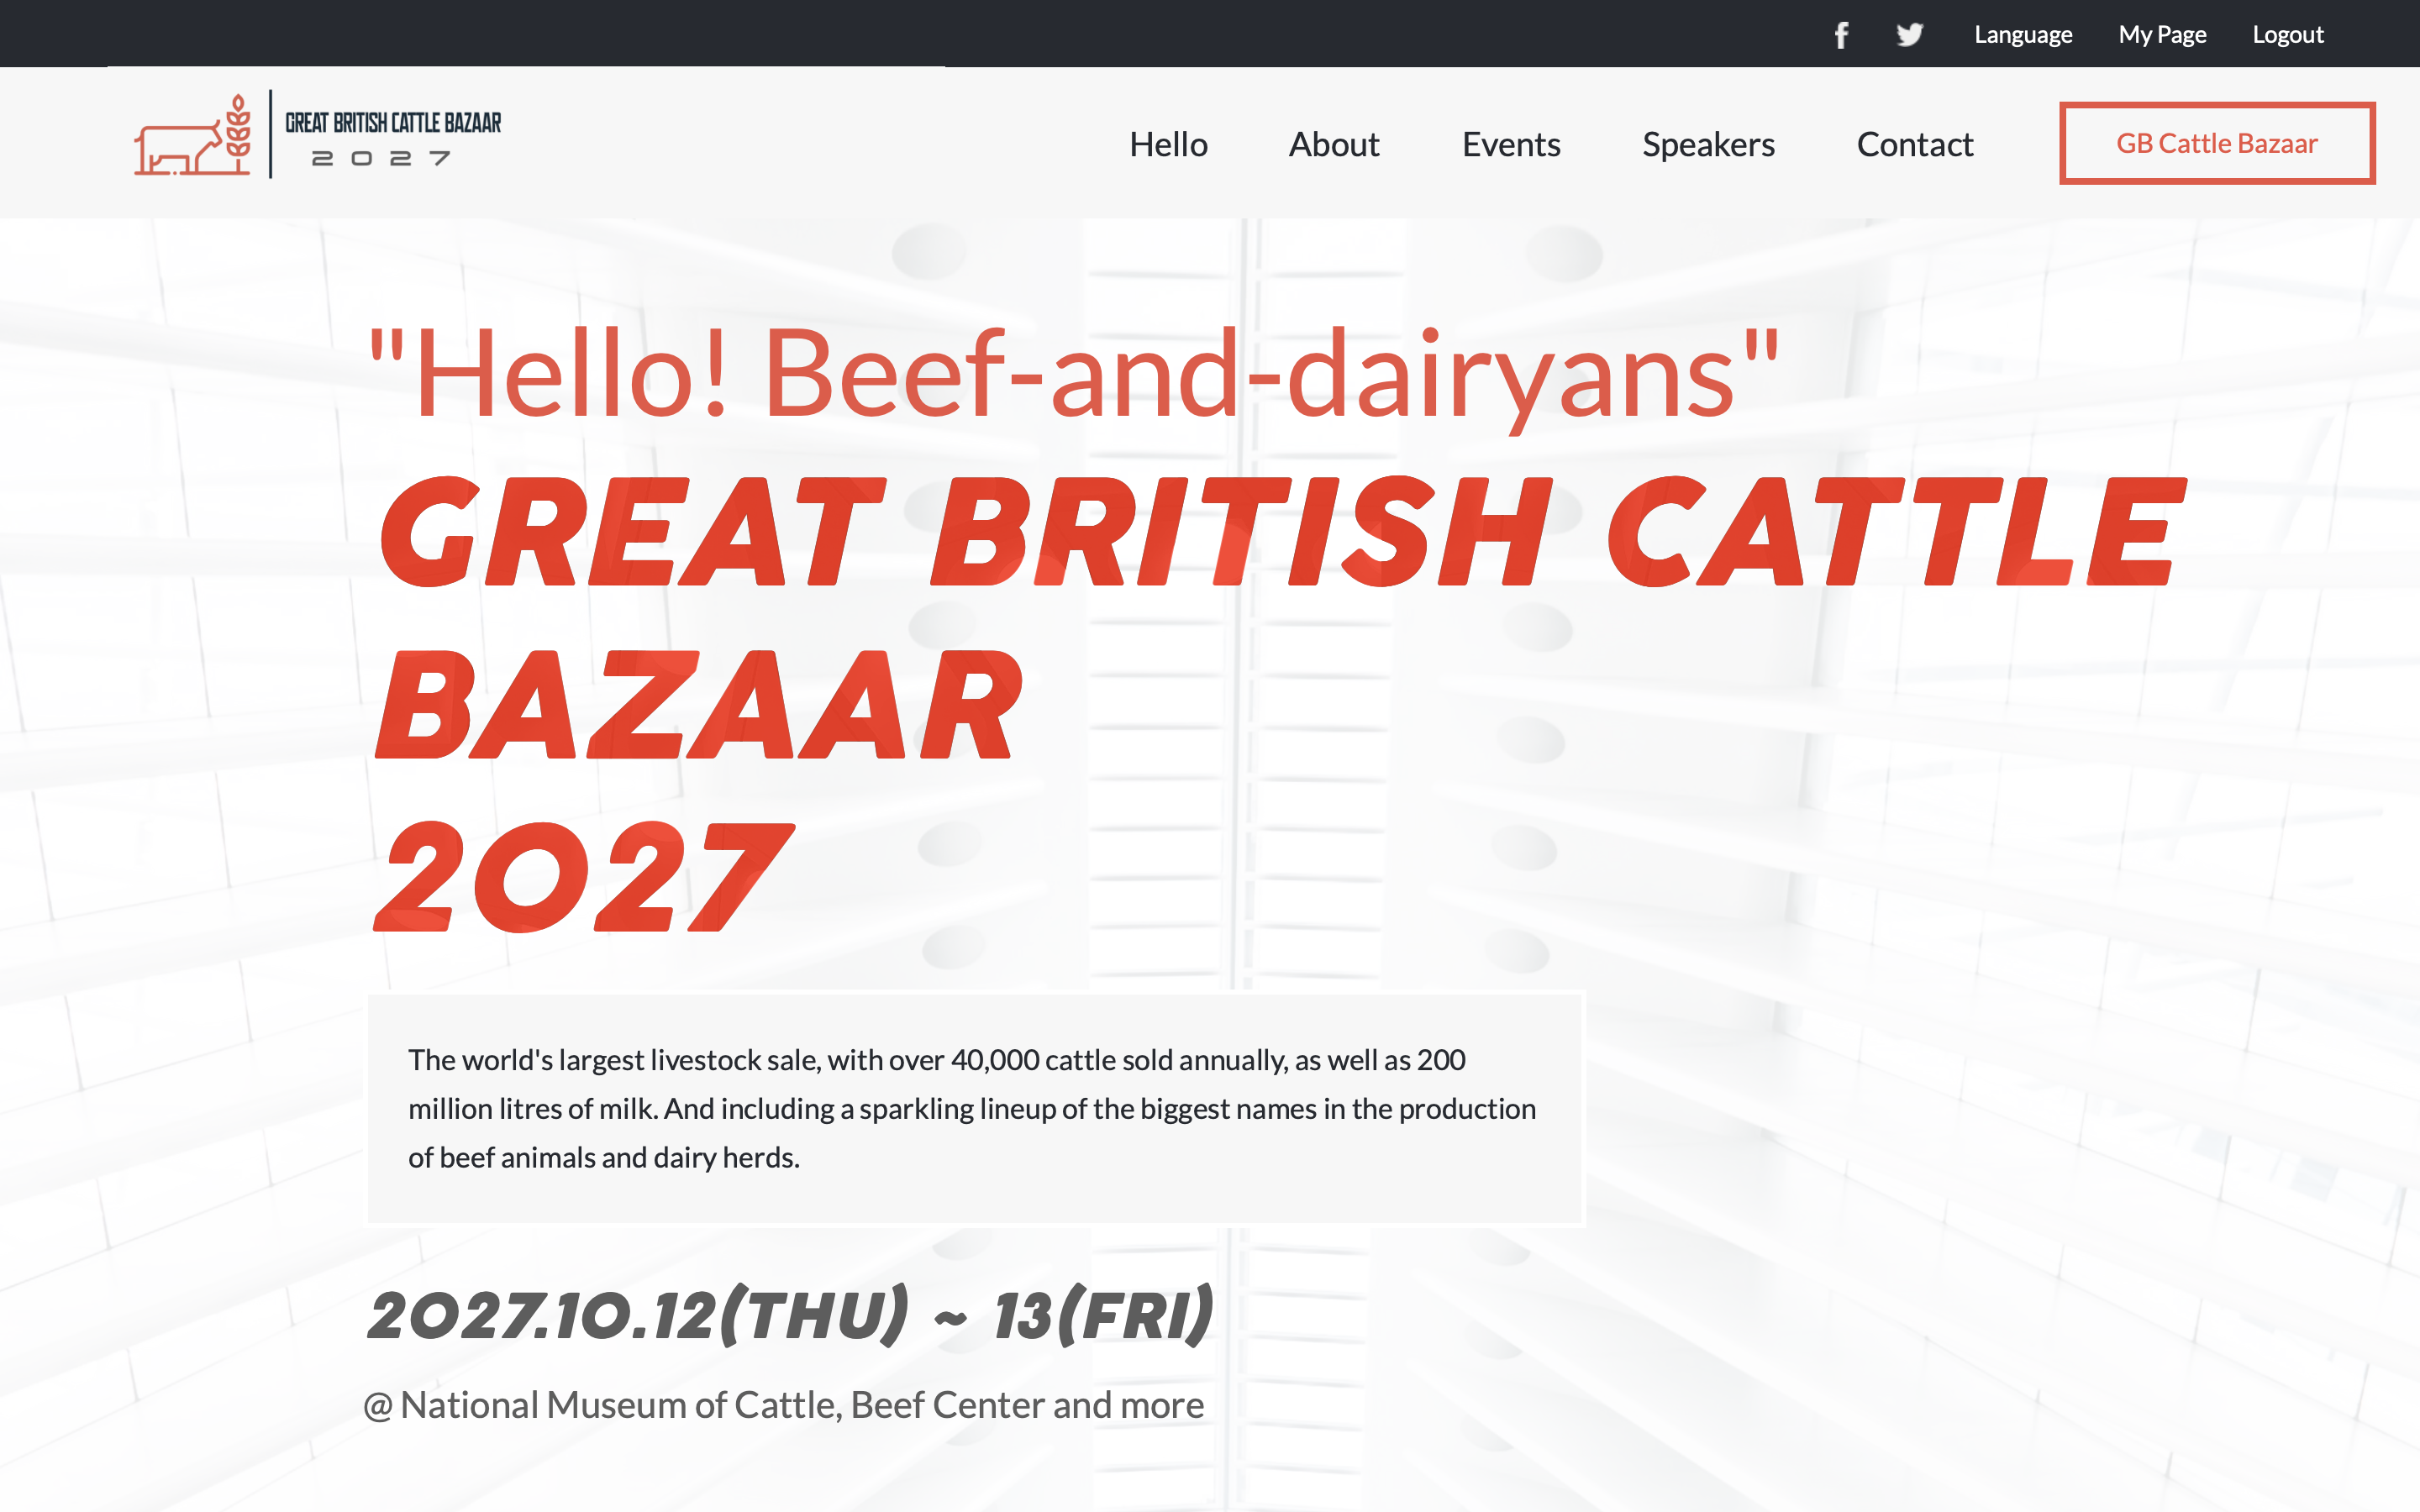 Language My Page Logout
GREAT BRITISH CATTLE BAZAAR
2027
Hello About Events Speakers Contact GB Cattle Bazaar
"Hello! Beef-and-dairyans"
GREAT BRITISH CATTLE
BAZAAR
2027
The world's largest livestock sale, with over 40,000 cattle sold annually, as well as 200
million litres of milk. And including a sparkling lineup of the biggest names in the production
of beef animals and dairy herds.
2027.10.12(THU) ~ 13(FRI)
@ National Museum of Cattle, Beef Center and more